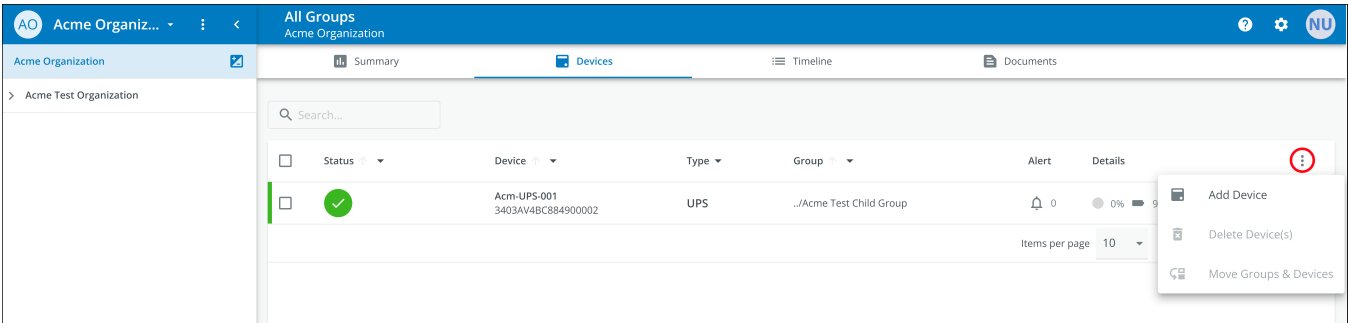 AO Acme Organiz...
All Groups
Acme Organization
NU
Acme Organization
Acme Test Organization
Summary
Devices
Timeline
Documents
Search...
Status Device Type Group Alert Details
Acm-UPS-001
3403AV4BC884900002
UPS
../Acme Test Child Group
0
0% 9
Items per page 10
Add Device
Delete Device(s)
Move Groups & Devices